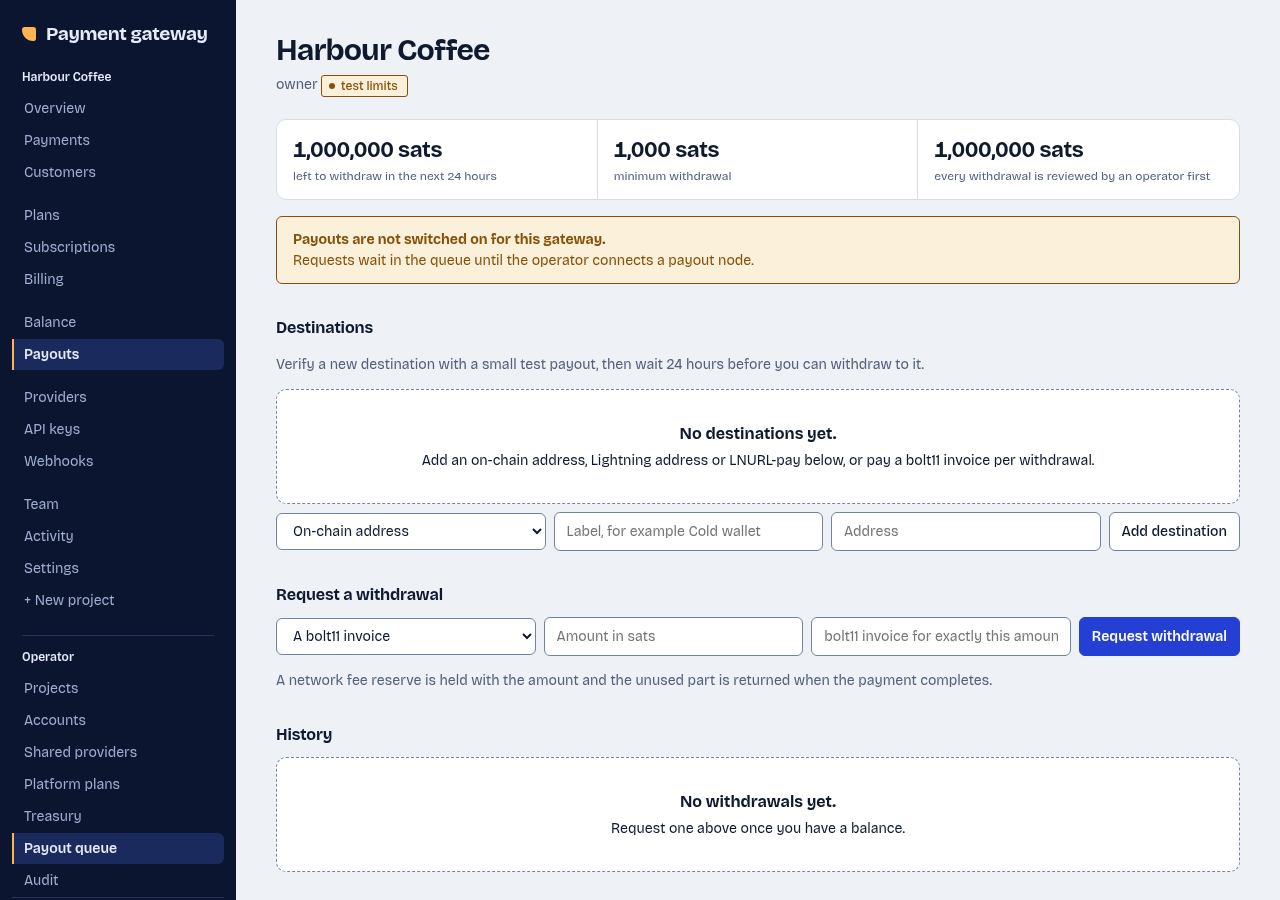 Payment gateway
Harbour Coffee
Overview
Payments
Customers
Plans
Subscriptions
Billing
Balance
Payouts
Providers
API keys
Webhooks
Team
Activity
Settings
+ New project
Operator
Projects
Accounts
Shared providers
Platform plans
Treasury
Payout queue
Audit
Harbour Coffee
owner test limits
1,000,000 sats
left to withdraw in the next 24 hours
1,000 sats
minimum withdrawal
1,000,000 sats
every withdrawal is reviewed by an operator first
Payouts are not switched on for this gateway.
Requests wait in the queue until the operator connects a payout node.
Destinations
Verify a new destination with a small test payout, then wait 24 hours before you can withdraw to it.
No destinations yet.
Add an on-chain address, Lightning address or LNURL-pay below, or pay a bolt11 invoice per withdrawal.
On-chain address
Label, for example Cold wallet
Address
Add destination
Request a withdrawal
A bolt11 invoice
Amount in sats
bolt11 invoice for exactly this amoun
Request withdrawal
A network fee reserve is held with the amount and the unused part is returned when the payment completes.
History
No withdrawals yet.
Request one above once you have a balance.